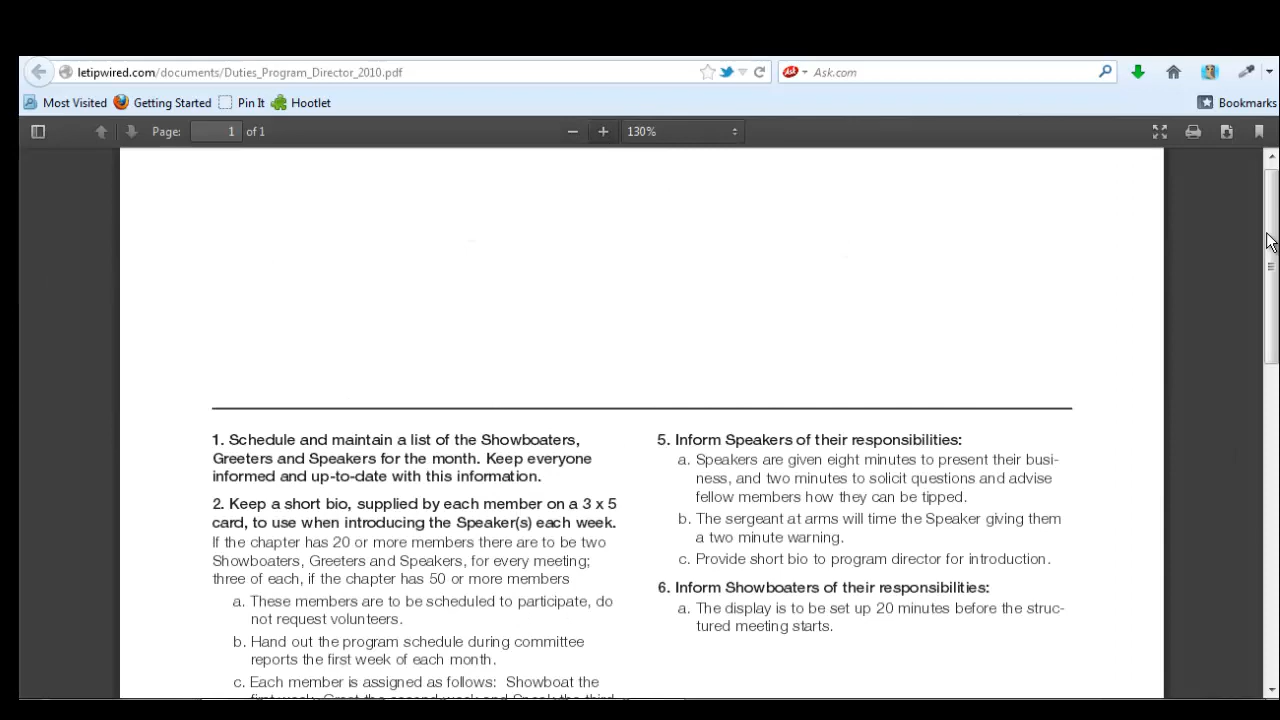 letipwired.com/documents/Duties_Program_Director_2010.pdf
Ask.com
Most Visited
Getting Started
Pin It
Hootlet
Bookmarks
Page: 1 of 1
130%
1. Schedule and maintain a list of the Showboaters,
Greeters and Speakers for the month. Keep everyone
informed and up-to-date with this information.
2. Keep a short bio, supplied by each member on a 3 x 5
card, to use when introducing the Speaker(s) each week.
If the chapter has 20 or more members there are to be two
Showboaters, Greeters and Speakers, for every meeting;
three of each, if the chapter has 50 or more members
a. These members are to be scheduled to participate, do
not request volunteers.
b. Hand out the program schedule during committee
reports the first week of each month.
c. Each member is assigned as follows: Showboat the
first week, Greet the second week and Speak the third
5. Inform Speakers of their responsibilities:
a. Speakers are given eight minutes to present their busi-
ness, and two minutes to solicit questions and advise
fellow members how they can be tipped.
b. The sergeant at arms will time the Speaker giving them
a two minute warning.
c. Provide short bio to program director for introduction.
6. Inform Showboaters of their responsibilities:
a. The display is to be set up 20 minutes before the struc-
tured meeting starts.